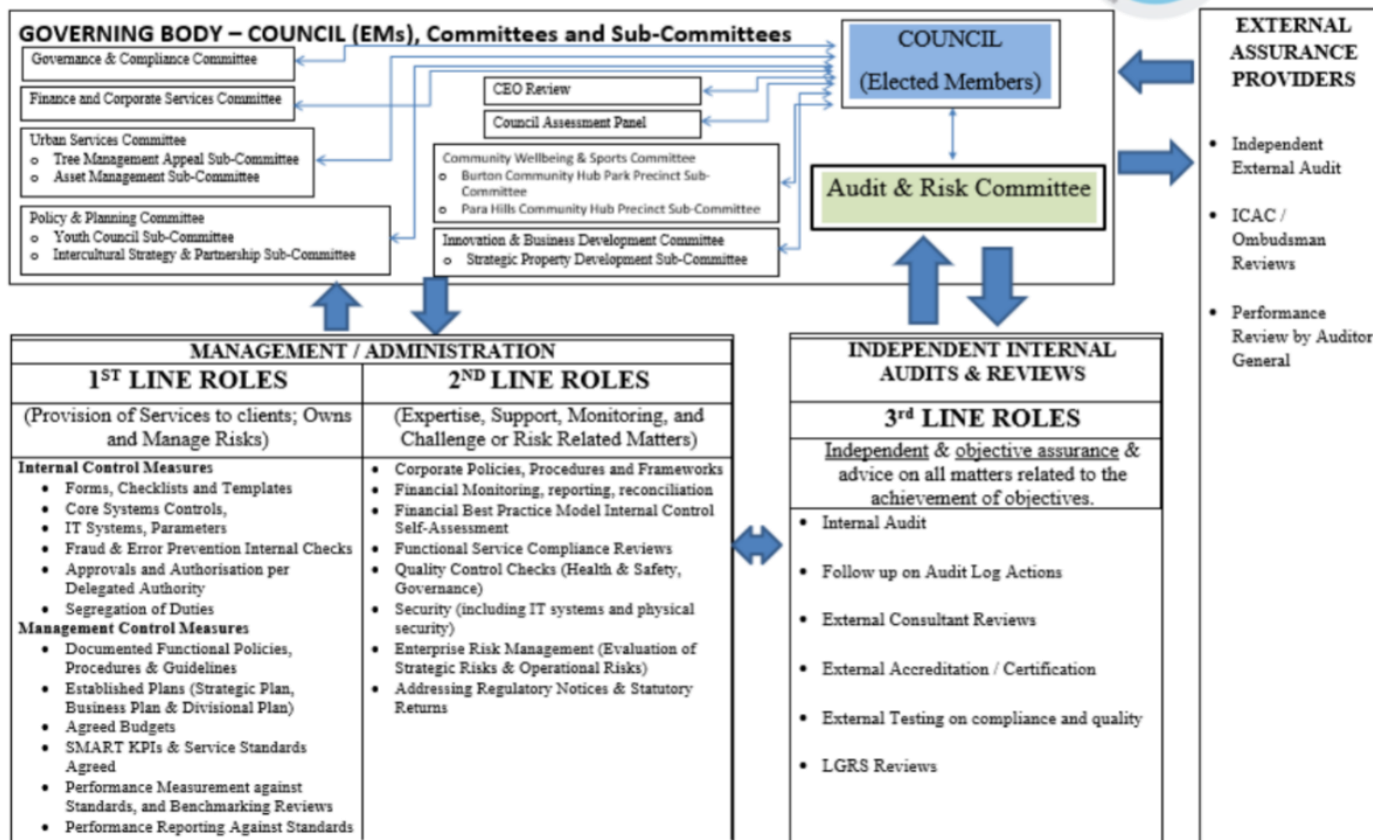 GOVERNING BODY – COUNCIL (EMs), Committees and Sub-Committees
Governance & Compliance Committee
Finance and Corporate Services Committee
Urban Services Committee
o Tree Management Appeal Sub-Committee
o Asset Management Sub-Committee
Policy & Planning Committee
o Youth Council Sub-Committee
o Intercultural Strategy & Partnership Sub-Committee
CEO Review
Council Assessment Panel
Community Wellbeing & Sports Committee
o Burton Community Hub Park Precinct Sub-
Committee
o Para Hills Community Hub Precinct Sub-Committee
Innovation & Business Development Committee
o Strategic Property Development Sub-Committee
COUNCIL
(Elected Members)
Audit & Risk Committee
EXTERNAL
ASSURANCE
PROVIDERS
• Independent
External Audit
• ICAC /
Ombudsman
Reviews
• Performance
Review by Auditor
General
MANAGEMENT / ADMINISTRATION
1ST LINE ROLES
(Provision of Services to clients; Owns
and Manage Risks)
Internal Control Measures
• Forms, Checklists and Templates
• Core Systems Controls,
• IT Systems, Parameters
• Fraud & Error Prevention Internal Checks
• Approvals and Authorisation per
Delegated Authority
• Segregation of Duties
Management Control Measures
• Documented Functional Policies,
Procedures & Guidelines
• Established Plans (Strategic Plan,
Business Plan & Divisional Plan)
• Agreed Budgets
• SMART KPIs & Service Standards
Agreed
• Performance Measurement against
Standards, and Benchmarking Reviews
• Performance Reporting Against Standards
2ND LINE ROLES
(Expertise, Support, Monitoring, and
Challenge or Risk Related Matters)
• Corporate Policies, Procedures and Frameworks
• Financial Monitoring, reporting, reconciliation
• Financial Best Practice Model Internal Control
Self-Assessment
• Functional Service Compliance Reviews
• Quality Control Checks (Health & Safety,
Governance)
• Security (including IT systems and physical
security)
• Enterprise Risk Management (Evaluation of
Strategic Risks & Operational Risks)
• Addressing Regulatory Notices & Statutory
Returns
INDEPENDENT INTERNAL
AUDITS & REVIEWS
3rd LINE ROLES
Independent & objective assurance &
advice on all matters related to the
achievement of objectives.
• Internal Audit
• Follow up on Audit Log Actions
• External Consultant Reviews
• External Accreditation / Certification
• External Testing on compliance and quality
• LGRS Reviews